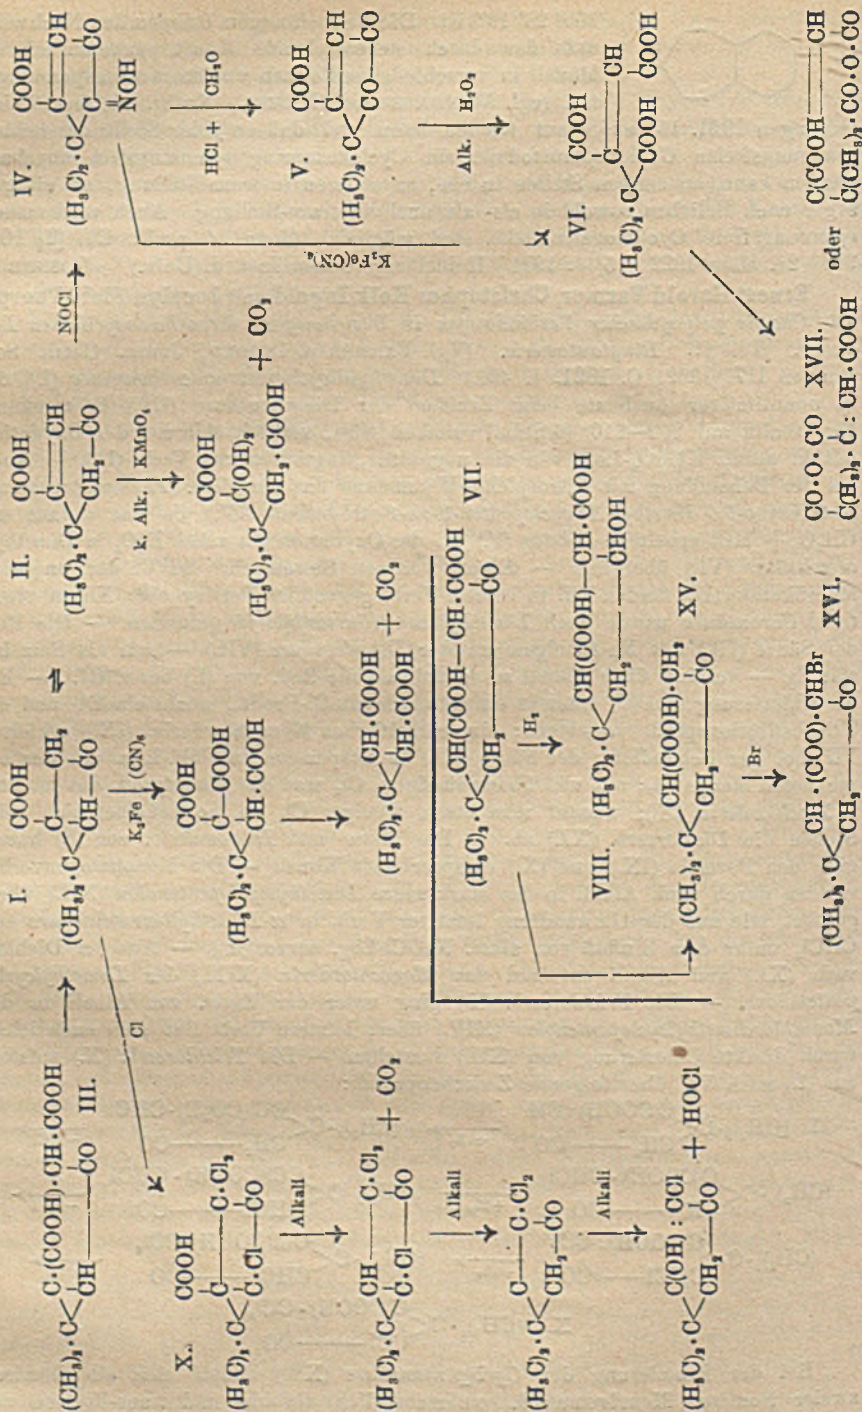 I. COOH II. COOH IV. COOH
(CH₃)₂·C<C·(COOH)·CH·COOH III.
CH——CO
→
(CH₃)₂·C<C——CH₂
CH—CO
⇌
C==CH
(H₃C)₂·C<CH₂—CO
NOCl →
C==CH
(H₃C)₂·C<C—CO
NOH
Cl
K₃Fe(CN)₆
k. Alk. KMnO₄
HCl + CH₂O
X. COOH
C——C·Cl₂
(H₃C)₂·C<C·Cl—CO
COOH
C—COOH
(H₃C)₂·C<CH·COOH
COOH
C(OH)₂
(H₃C)₂·C<CH₂·COOH + CO₂
K₃Fe(CN)₆
V. COOH
C==CH
(H₃C)₂·C<CO—CO
Alkali
Alk. H₂O₂
CH——C·Cl₂
(H₃C)₂·C<C·Cl—CO + CO₂
CH·COOH
(H₃C)₂·C<CH·COOH + CO₂
VI. COOH
C==CH
(H₃C)₂·C<COOH COOH
Alkali
C——C·Cl₂
(H₃C)₂·C<CH₂—CO
CH(COOH—CH·COOH VII.
(H₃C)₂·C<CH₂——CO
H₂
Alkali
C(OH) : CCl
(H₃C)₂·C<CH₂——CO + HOCl
VIII. CH(COOH)—CH·COOH
(H₃C)₂·C<CH₂———CHOH
CH(COOH)·CH₂ XV.
(CH₃)₂·C<CH₂——CO
Br
CH·(COO)·CHBr XVI.
(CH₃)₂·C<CH₂——CO
CO·O·CO XVII.
C(H₃)₂·C : CH·COOH
oder
C(COOH==CH
C(CH₃)₂·CO·O·CO